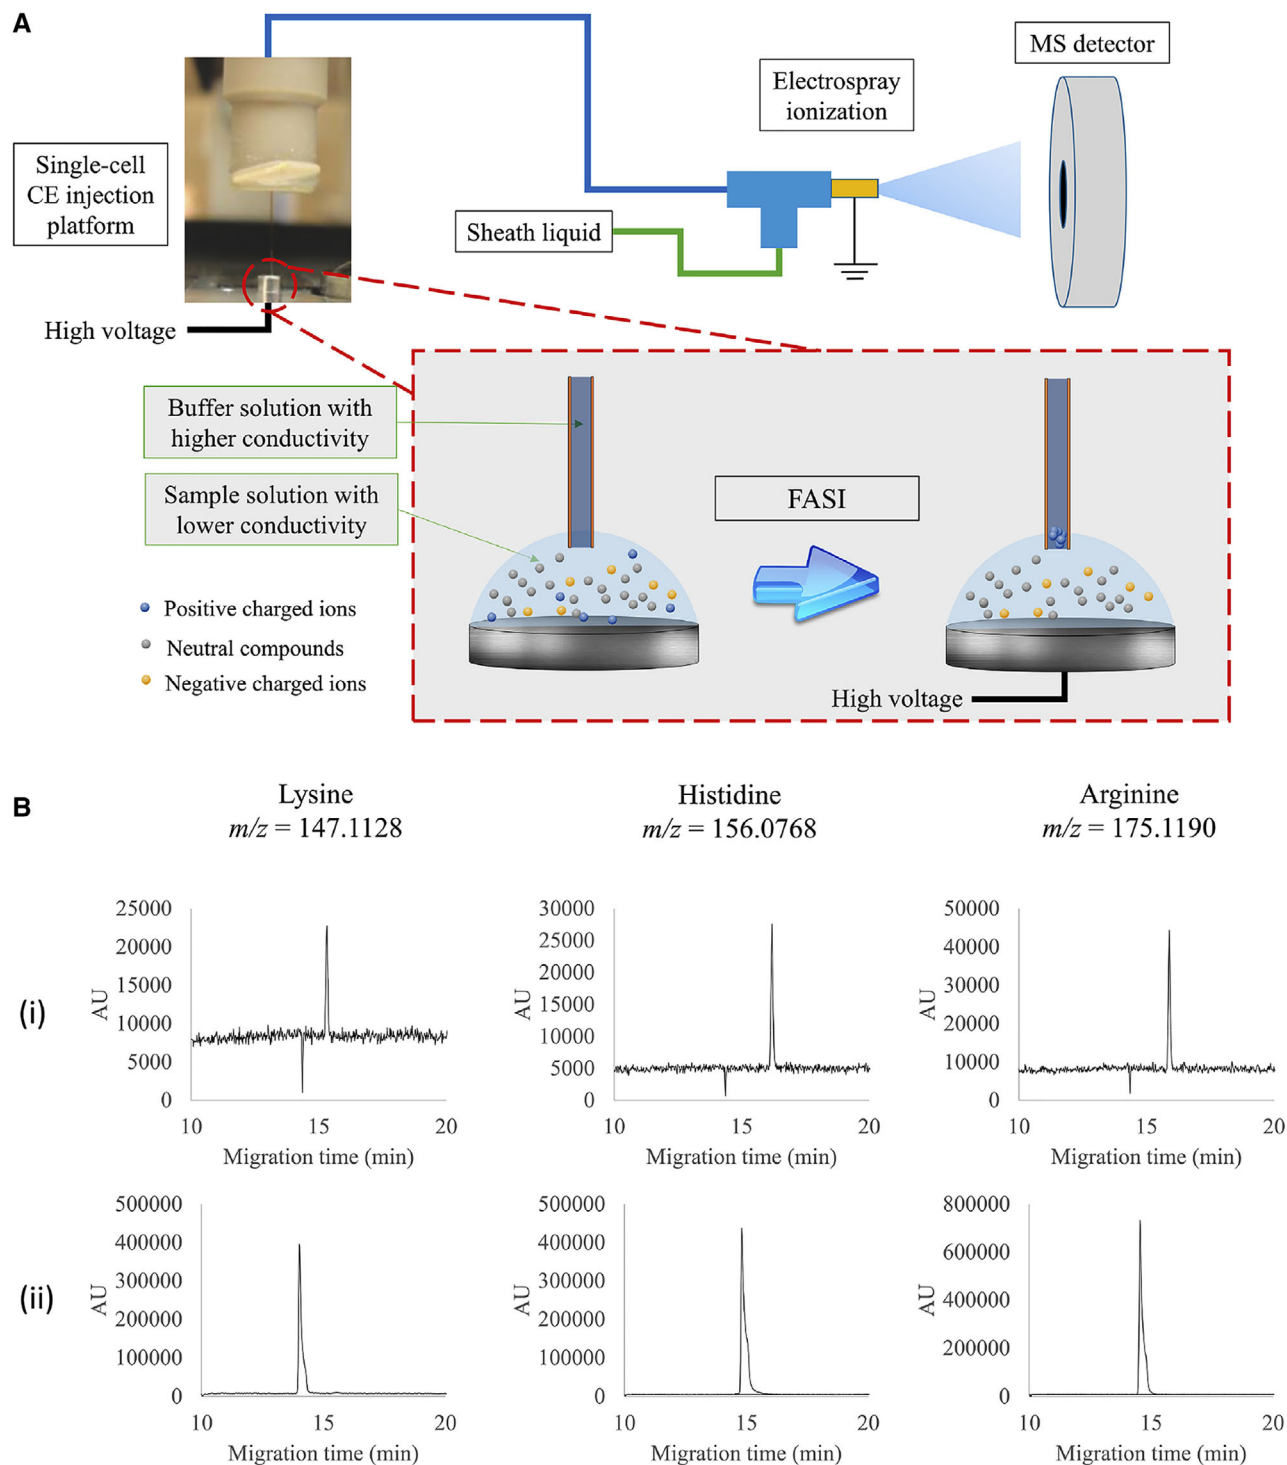 A
MS detector
Electrospray
ionization
Single-cell
CE injection
platform
Sheath liquid
High voltage
Buffer solution with
higher conductivity
FASI
Sample solution with
lower conductivity
Positive charged ions
Neutral compounds
Negative charged ions
High voltage
B
Lysine
m/z = 147.1128
Histidine
m/z = 156.0768
Arginine
m/z = 175.1190
(i)
AU
25000
20000
15000
10000
5000
0
10 15 20
Migration time (min)
AU
30000
25000
20000
15000
10000
5000
0
10 15 20
Migration time (min)
AU
50000
40000
30000
20000
10000
0
10 15 20
Migration time (min)
(ii)
AU
500000
400000
300000
200000
100000
0
10 15 20
Migration time (min)
AU
500000
400000
300000
200000
100000
0
10 15 20
Migration time (min)
AU
800000
600000
400000
200000
0
10 15 20
Migration time (min)